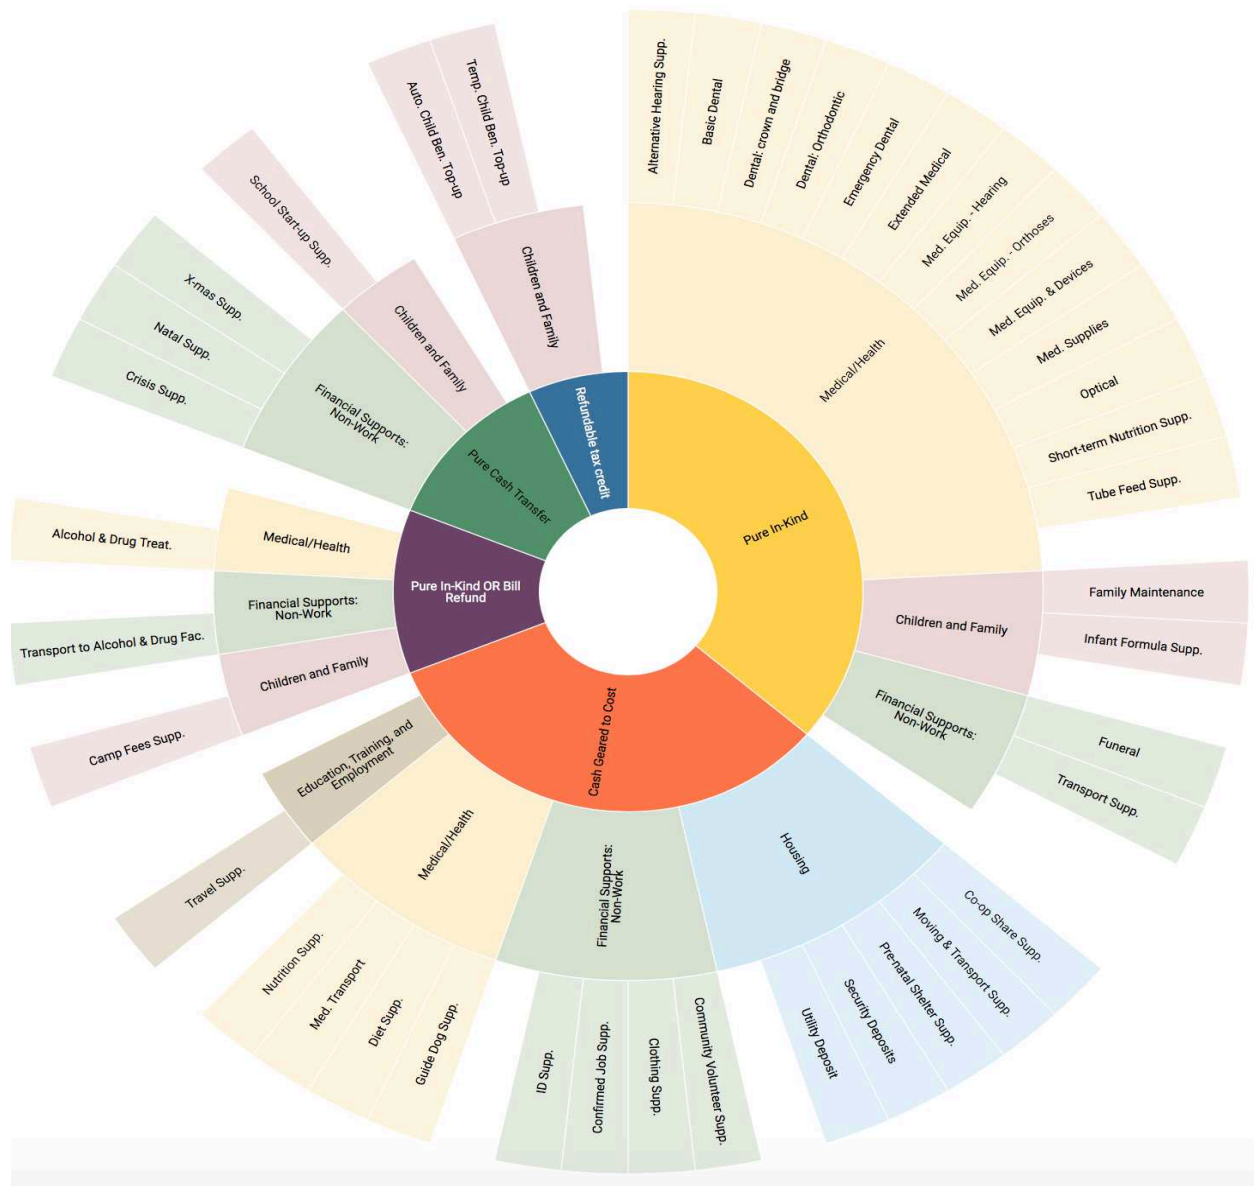 Pure In-Kind
Medical/Health
Alternative Hearing Supp.
Basic Dental
Dental: crown and bridge
Dental: Orthodontic
Emergency Dental
Extended Medical
Med. Equip. - Hearing
Med. Equip. - Orthoses
Med. Equip. & Devices
Med. Supplies
Optical
Short-term Nutrition Supp.
Tube Feed Supp.
Children and Family
Family Maintenance
Infant Formula Supp.
Financial Supports:
Non-Work
Funeral
Transport Supp.
Cash Geared to Cost
Housing
Co-op Share Supp.
Moving & Transport Supp.
Pre-natal Shelter Supp.
Security Deposits
Utility Deposit
Financial Supports:
Non-Work
Community Volunteer Supp.
Clothing Supp.
Confirmed Job Supp.
ID Supp.
Medical/Health
Guide Dog Supp.
Diet Supp.
Med. Transport
Nutrition Supp.
Education, Training, and
Employment
Travel Supp.
Pure In-Kind OR Bill
Refund
Children and Family
Camp Fees Supp.
Financial Supports:
Non-Work
Transport to Alcohol & Drug Fac.
Medical/Health
Alcohol & Drug Treat.
Pure Cash Transfer
Financial Supports:
Non-Work
Crisis Supp.
Natal Supp.
X-mas Supp.
Children and Family
School Start-up Supp.
Refundable tax credit
Children and Family
Auto. Child Ben. Top-up
Temp. Child Ben. Top-up